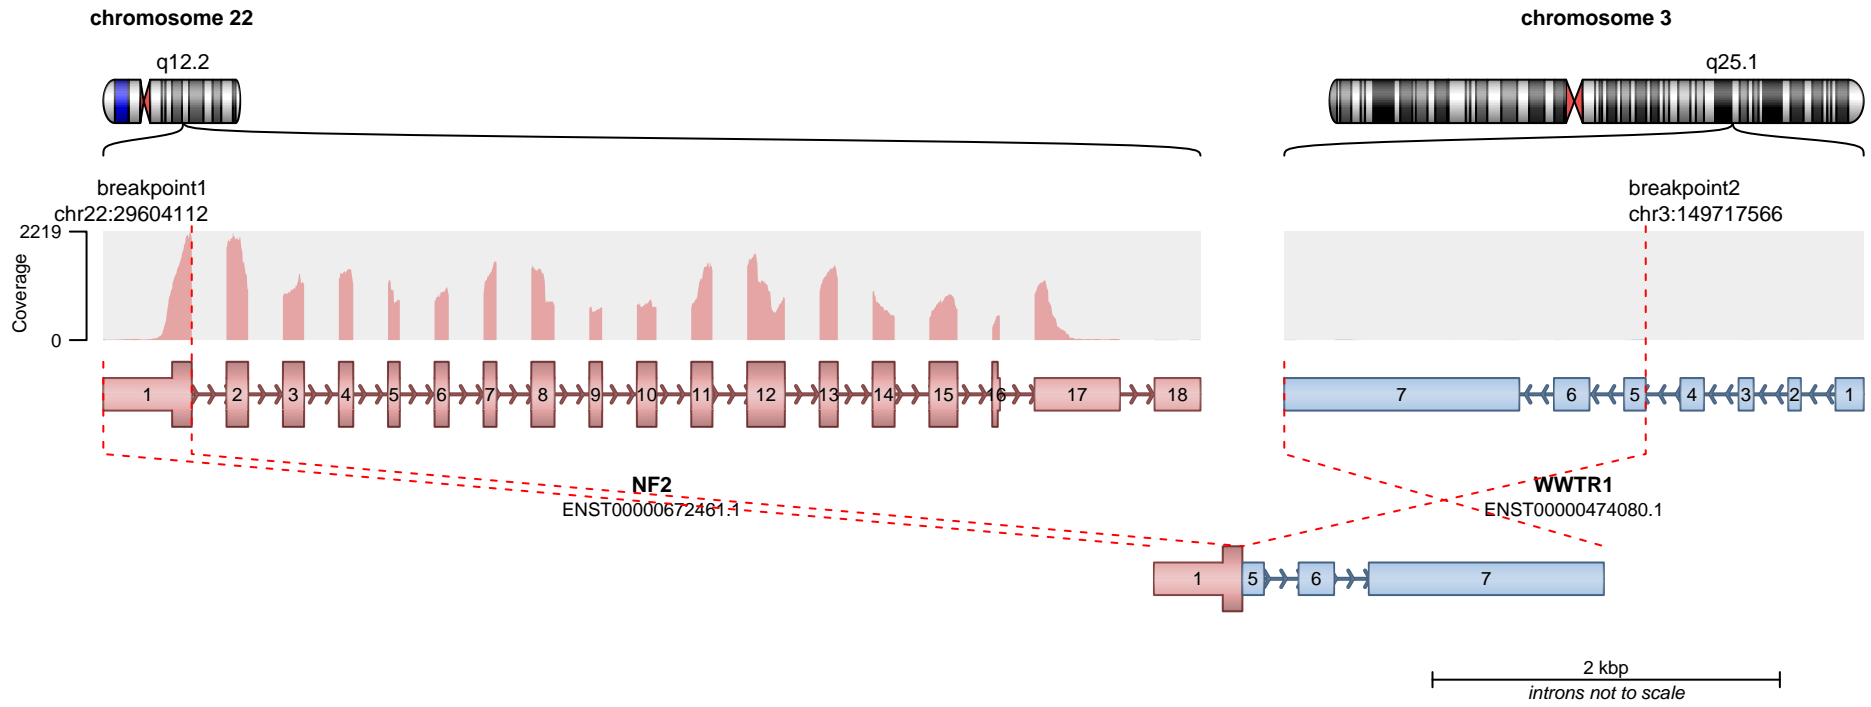 chromosome 22
chromosome 3
q12.2
q25.1
breakpoint1
chr22:29604112
breakpoint2
chr3:149717566
Coverage
2219
0
1 2 3 4 5 6 7 8 9 10 11 12 13 14 15 16 17 18
7 6 5 4 3 2 1
NF2
ENST00000672461.1
WWTR1
ENST00000474080.1
1 5 6 7
2 kbp
introns not to scale